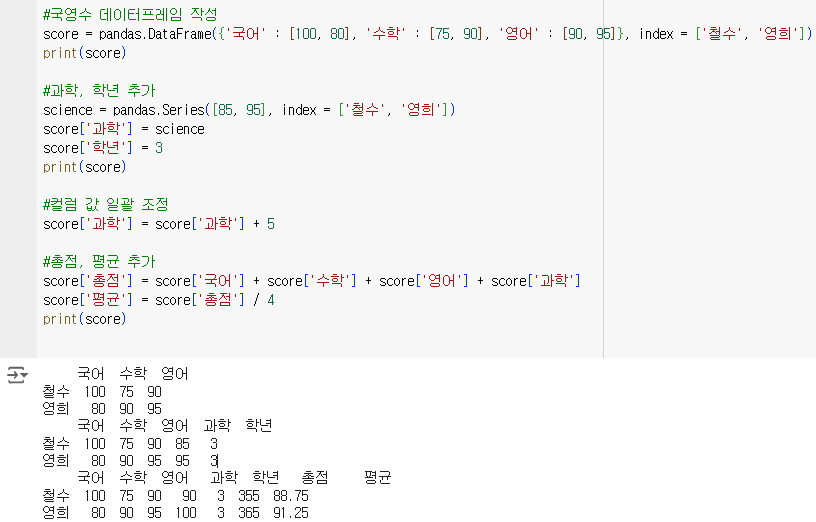 #국영수 데이터프레임 작성
score = pandas.DataFrame({'국어' : [100, 80], '수학' : [75, 90], '영어' : [90, 95]}, index = ['철수', '영희'])
print(score)
#과학, 학년 추가
science = pandas.Series([85, 95], index = ['철수', '영희'])
score['과학'] = science
score['학년'] = 3
print(score)
#컬럼 값 일괄 조정
score['과학'] = score['과학'] + 5
#총점, 평균 추가
score['총점'] = score['국어'] + score['수학'] + score['영어'] + score['과학']
score['평균'] = score['총점'] / 4
print(score)
국어 수학 영어
철수 100 75 90
영희 80 90 95
국어 수학 영어 과학 학년
철수 100 75 90 85 3
영희 80 90 95 95 3
국어 수학 영어 과학 학년 총점 평균
철수 100 75 90 90 3 355 88.75
영희 80 90 95 100 3 365 91.25